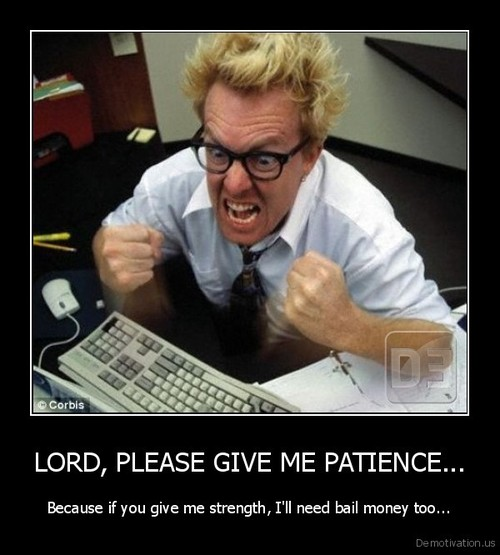 DE
© Corbis
LORD, PLEASE GIVE ME PATIENCE...
Because if you give me strength, I'll need bail money too...
Demotivation.us